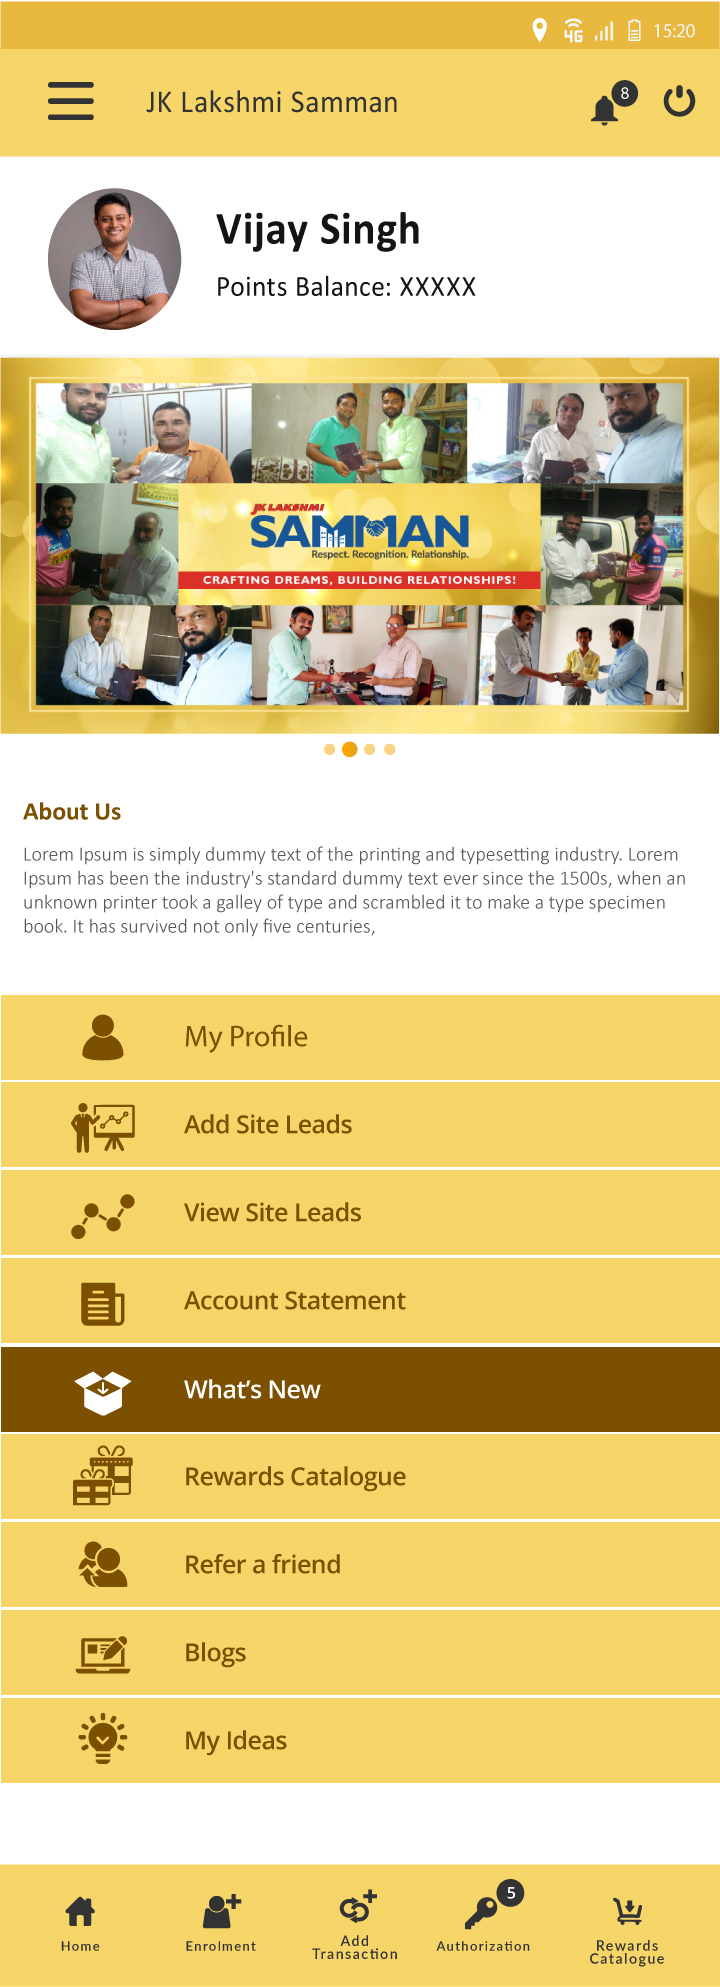 4G 15:20
JK Lakshmi Samman 8
Vijay Singh
Points Balance: XXXXX
JK LAKSHMI
SAMMAN
Respect. Recognition. Relationship.
CRAFTING DREAMS, BUILDING RELATIONSHIPS!
About Us
Lorem Ipsum is simply dummy text of the printing and typesetting industry. Lorem
Ipsum has been the industry's standard dummy text ever since the 1500s, when an
unknown printer took a galley of type and scrambled it to make a type specimen
book. It has survived not only five centuries,
My Profile
Add Site Leads
View Site Leads
Account Statement
What's New
Rewards Catalogue
Refer a friend
Blogs
My Ideas
5
Home
Enrolment
Add
Transaction
Authorization
Rewards
Catalogue